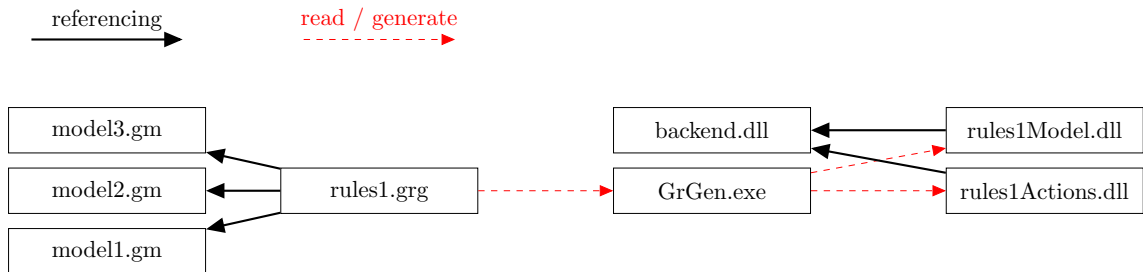 referencing
read / generate
model3.gm
backend.dll
rules1Model.dll
model2.gm
rules1.grg
GrGen.exe
rules1Actions.dll
model1.gm